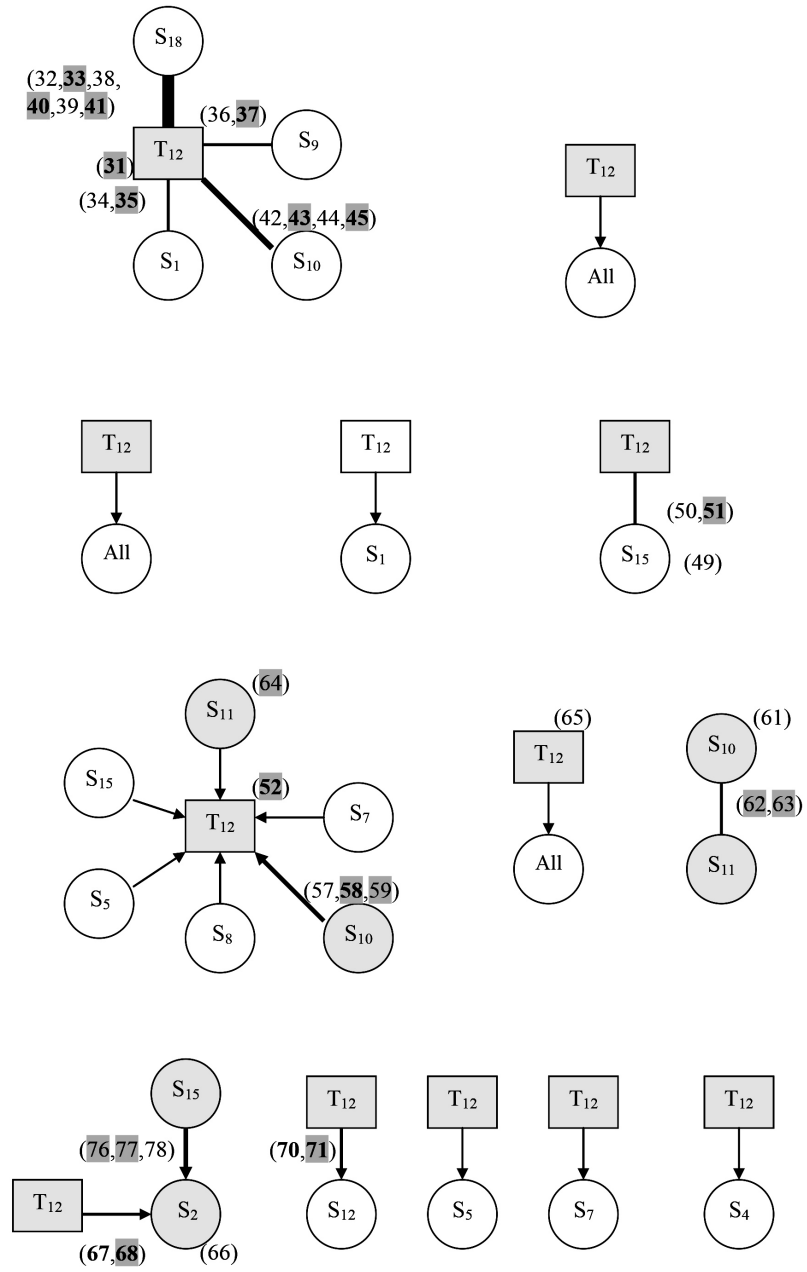 S18
(32,33,38,
40,39,41)
(36,37)
T12
S9
(31)
(34,35)
(42,43,44,45)
S1
S10
T12
All
T12
All
T12
S1
T12
(50,51)
S15
(49)
(64)
S11
S15
(52)
T12
S7
S5
(57,58,59)
S8
S10
(65)
T12
All
(61)
S10
(62,63)
S11
S15
(76,77,78)
T12
S2
(67,68)
(66)
T12
(70,71)
S12
T12
S5
T12
S7
T12
S4